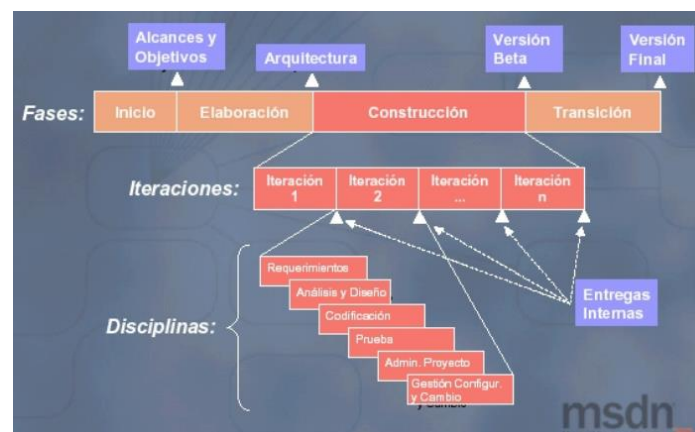 Alcances y
Objetivos
Arquitectura
Versión
Beta
Versión
Final
Fases:
Inicio
Elaboración
Construcción
Transición
Iteraciones:
Iteración
1
Iteración
2
Iteración
...
Iteración
n
Disciplinas:
Requerimientos
Análisis y Diseño
Codificación
Prueba
Admin. Proyecto
Gestión Configur.
y Cambio
y Cambio
Entregas
Internas
msdn